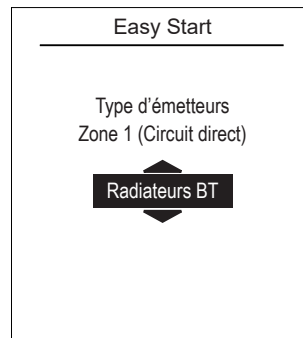 Easy Start
Type d'émetteurs
Zone 1 (Circuit direct)
Radiateurs BT